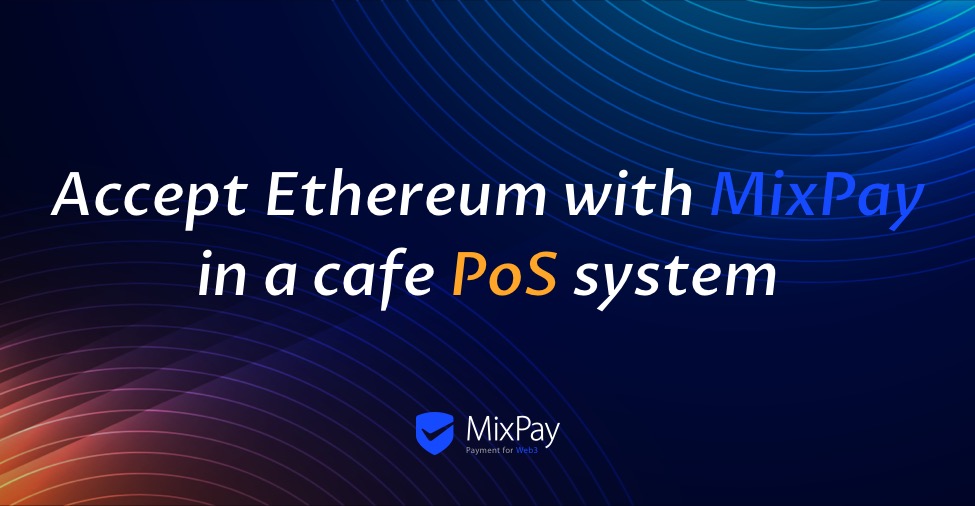 Accept Ethereum with MixPay
in a cafe PoS system
MixPay
Payment for Web3